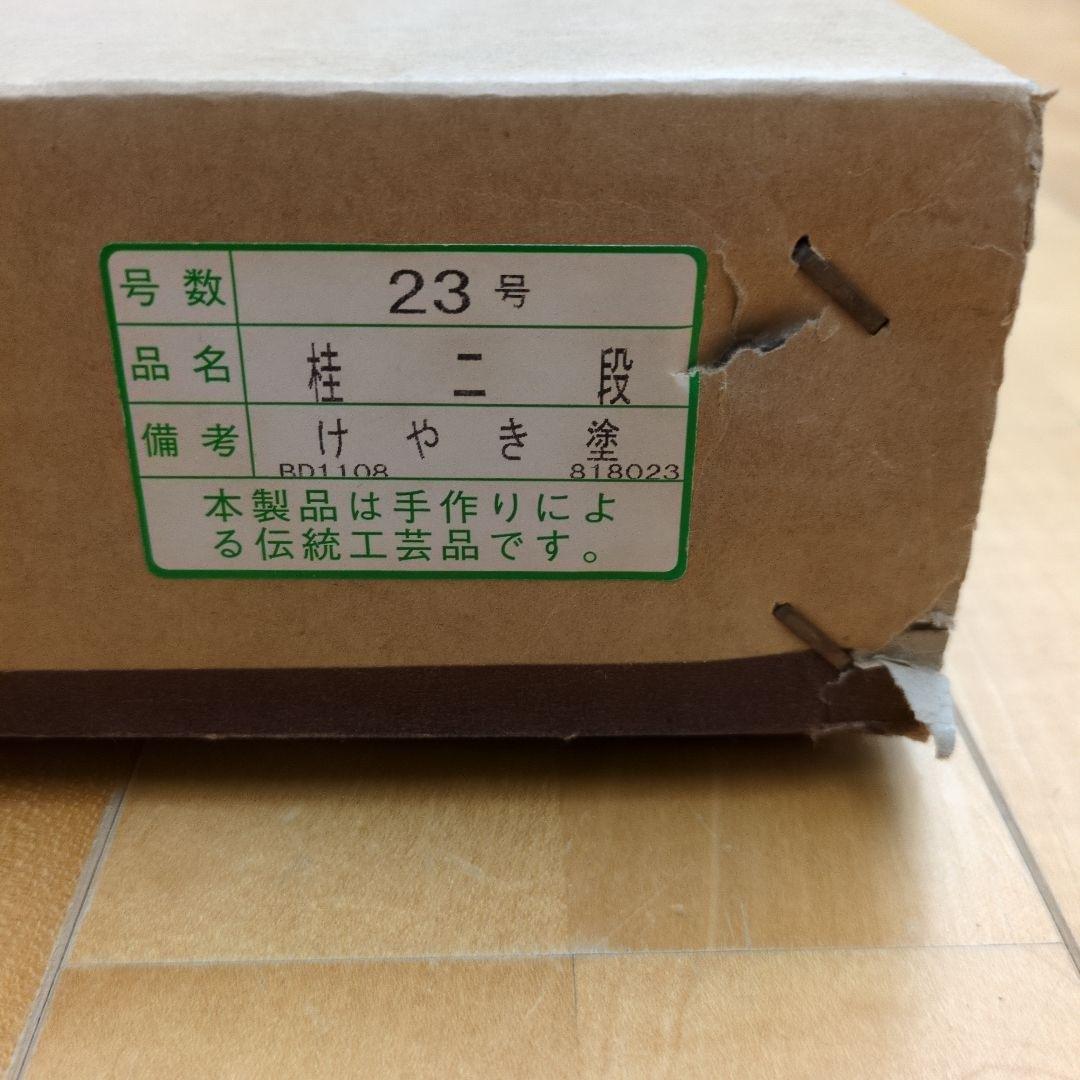 号数 23号
品名 桂二段
備考 けやき塗
BD1108 818023
本製品は手作りによ
る伝統工芸品です。